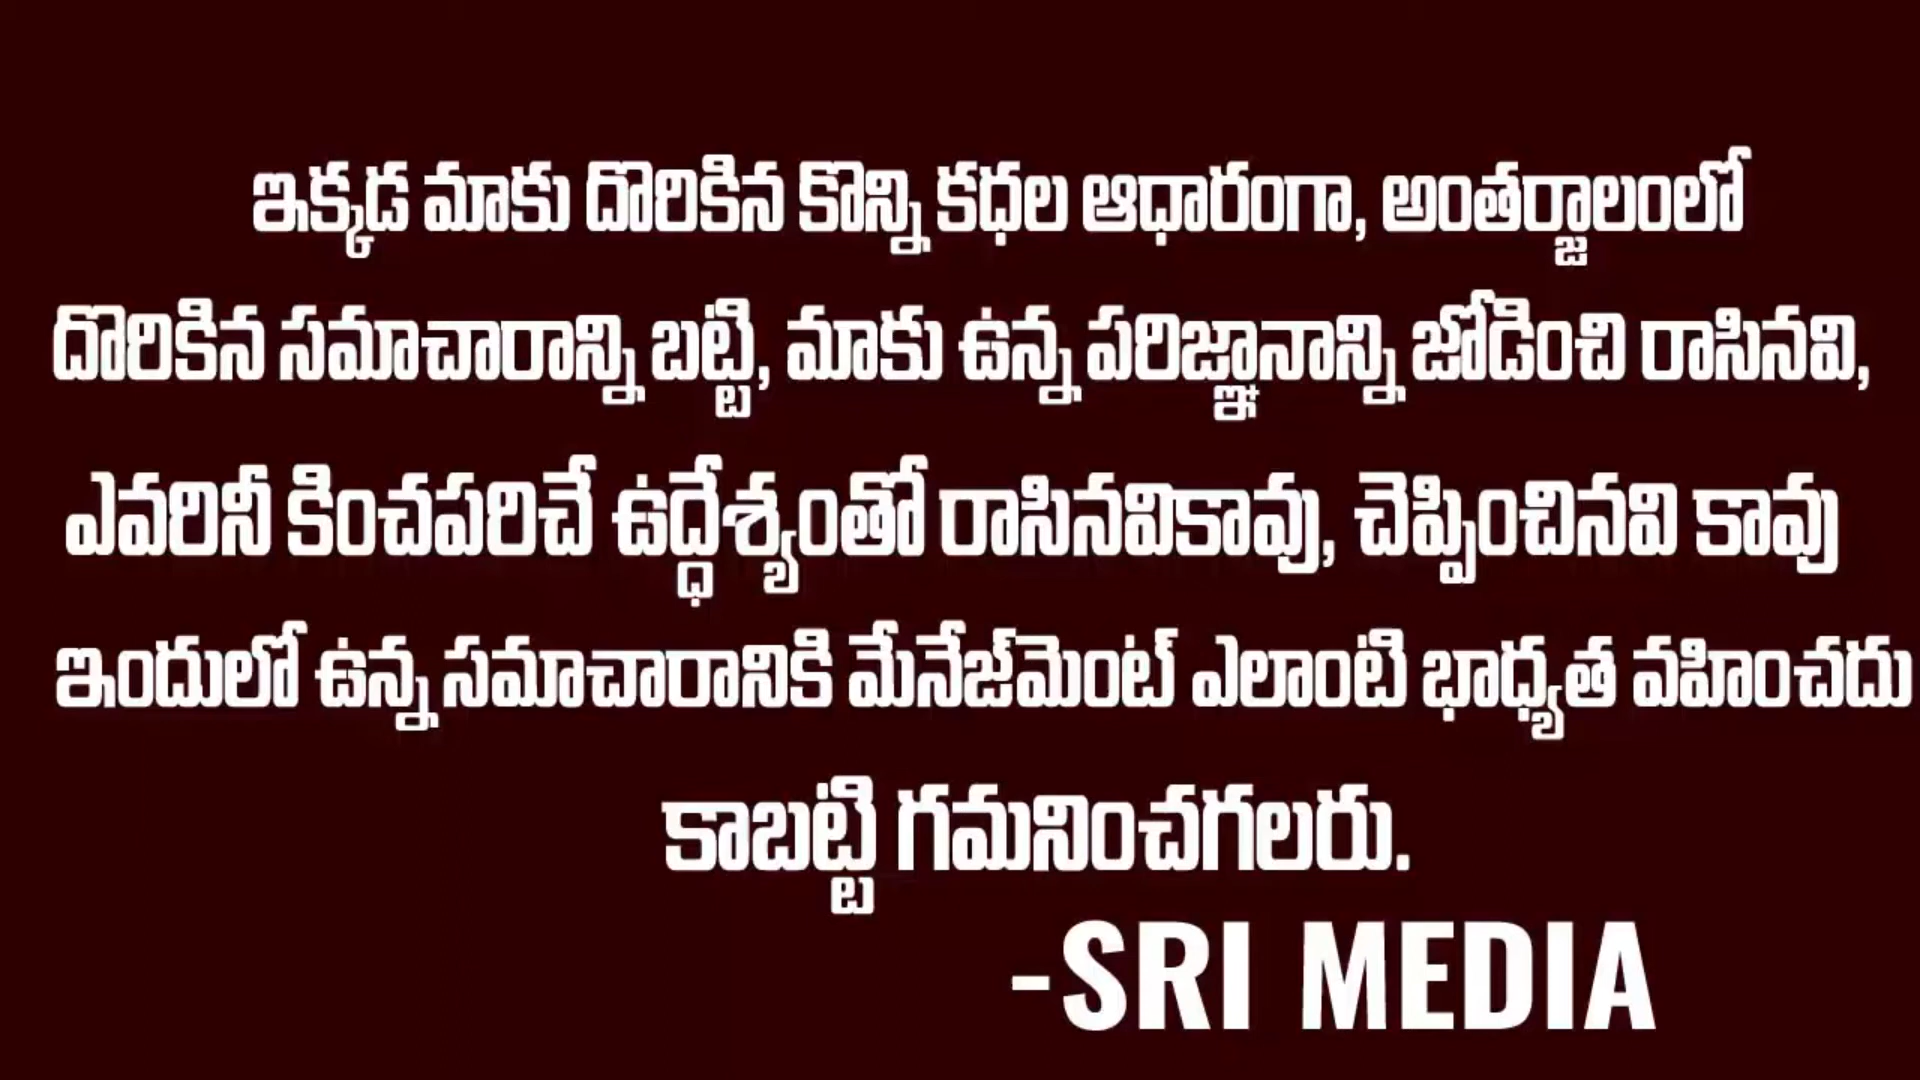 ఇక్కడ మాకు దొరికిన కొన్ని కధల ఆధారంగా, అంతర్జాలంలో
దొరికిన సమాచారాన్ని బట్టి, మాకు ఉన్న పరిజ్ఞానాన్ని జోడించి రాసినవి,
ఎవరినీ కించపరిచే ఉద్ధేశ్యంతో రాసినవికావు, చెప్పించినవి కావు
ఇందులో ఉన్న సమాచారానికి మేనేజ్‌మెంట్ ఎలాంటి భాధ్యత వహించదు
కాబట్టి గమనించగలరు.
-SRI MEDIA